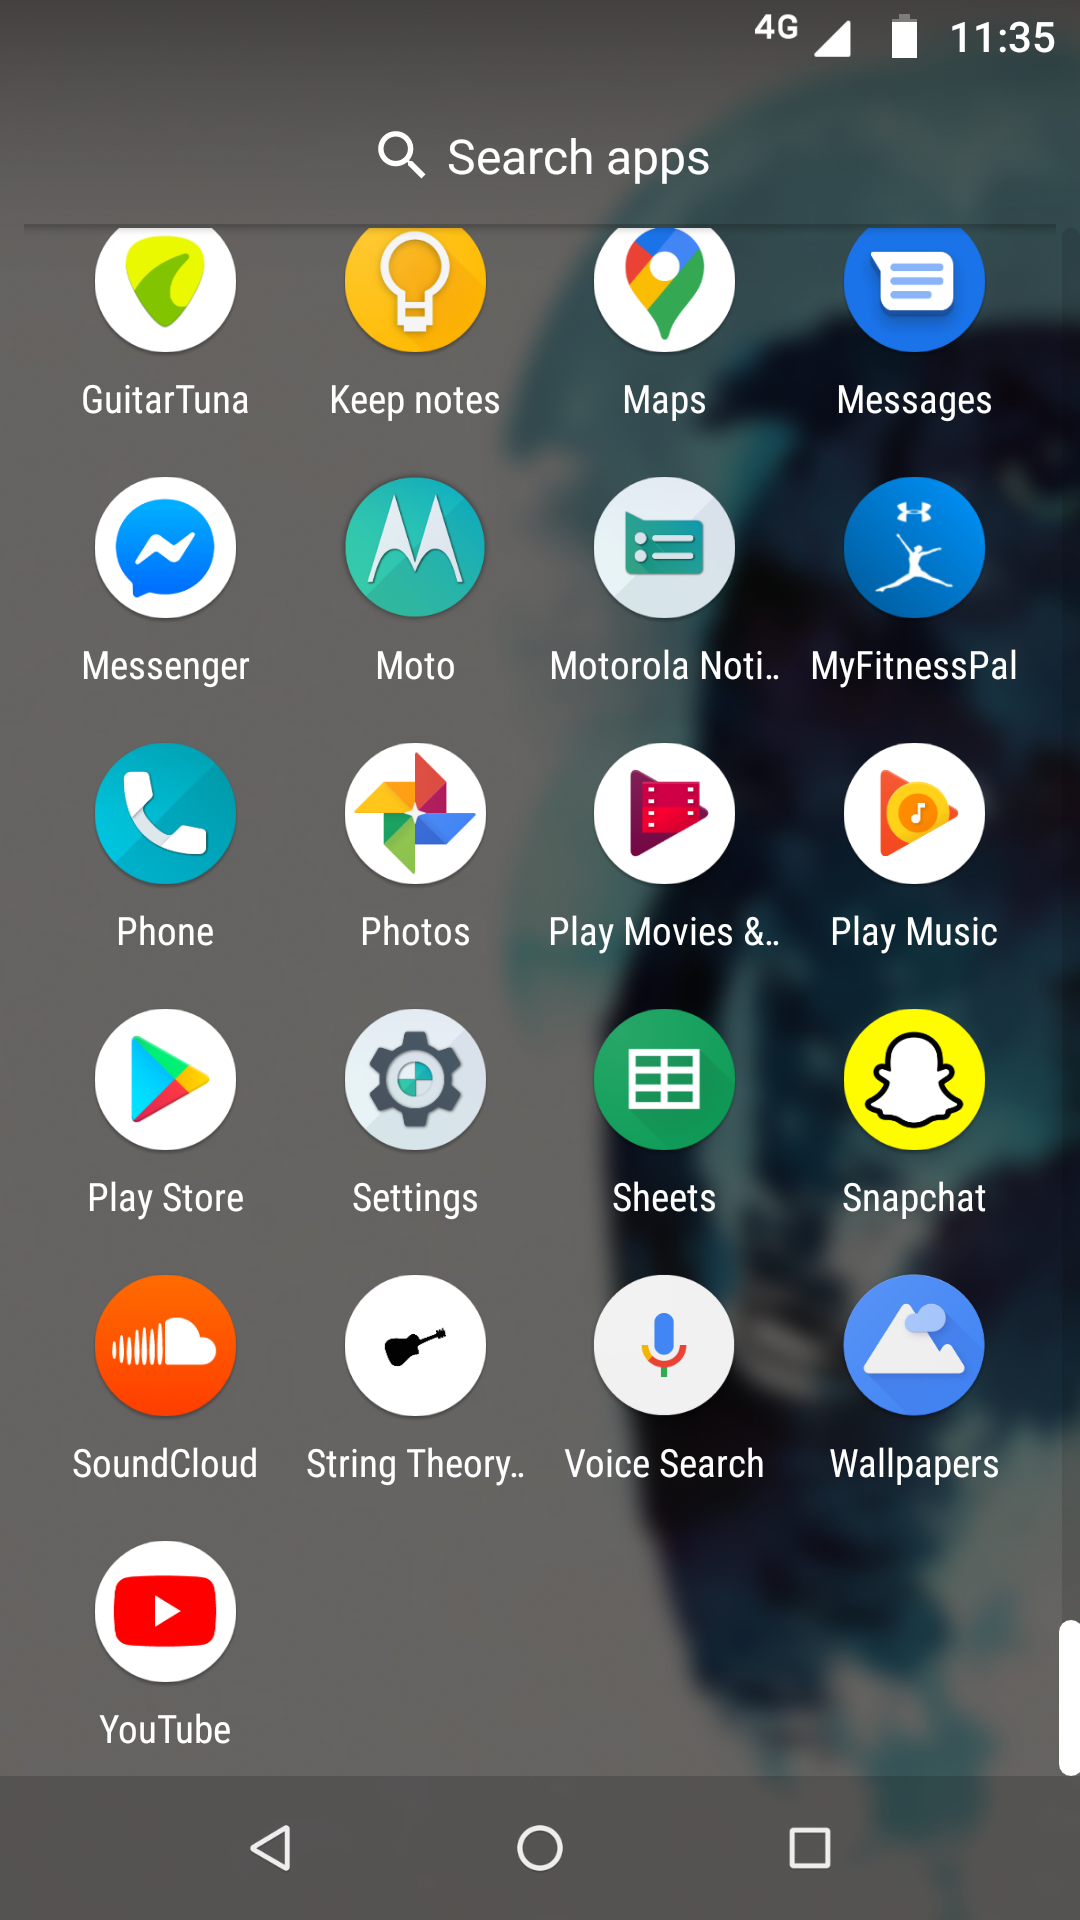 4G 11:35
Search apps
GuitarTuna Keep notes Maps Messages
Messenger Moto Motorola Noti.. MyFitnessPal
Phone Photos Play Movies &.. Play Music
Play Store Settings Sheets Snapchat
SoundCloud String Theory.. Voice Search Wallpapers
YouTube